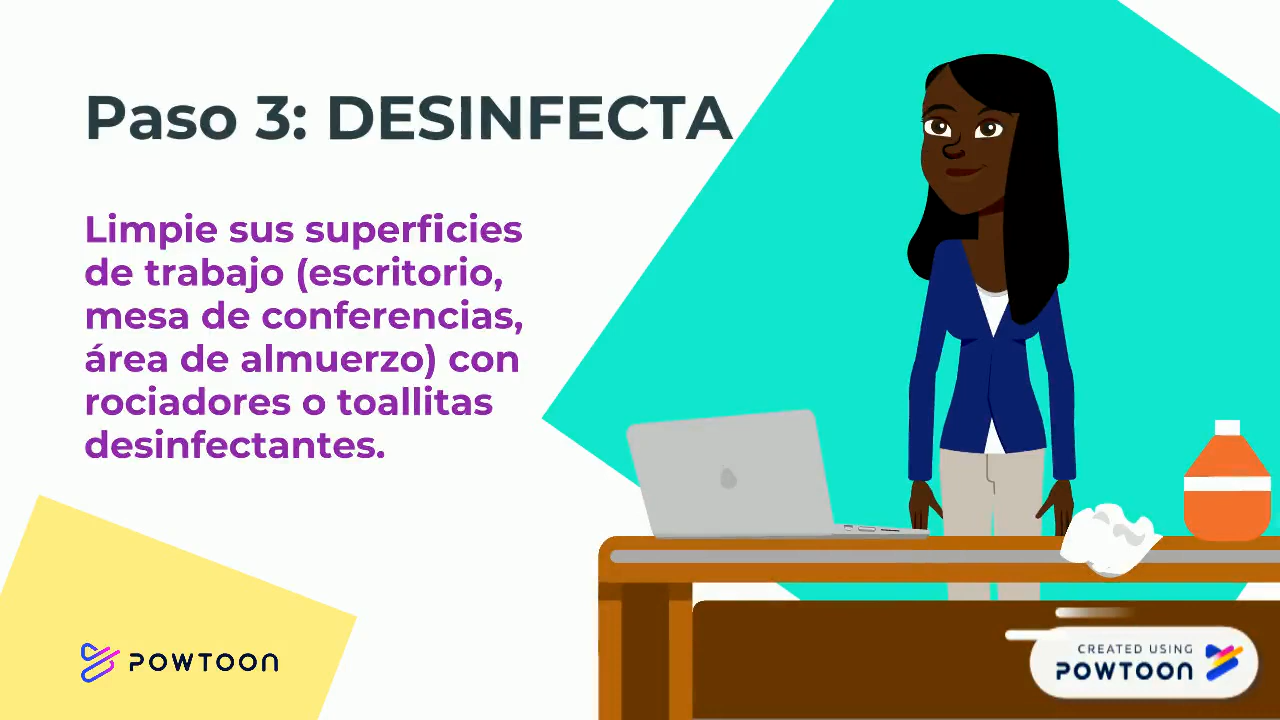 Paso 3: DESINFECTA
Limpie sus superficies
de trabajo (escritorio,
mesa de conferencias,
área de almuerzo) con
rociadores o toallitas
desinfectantes.
POWTOON
CREATED USING
POWTOON